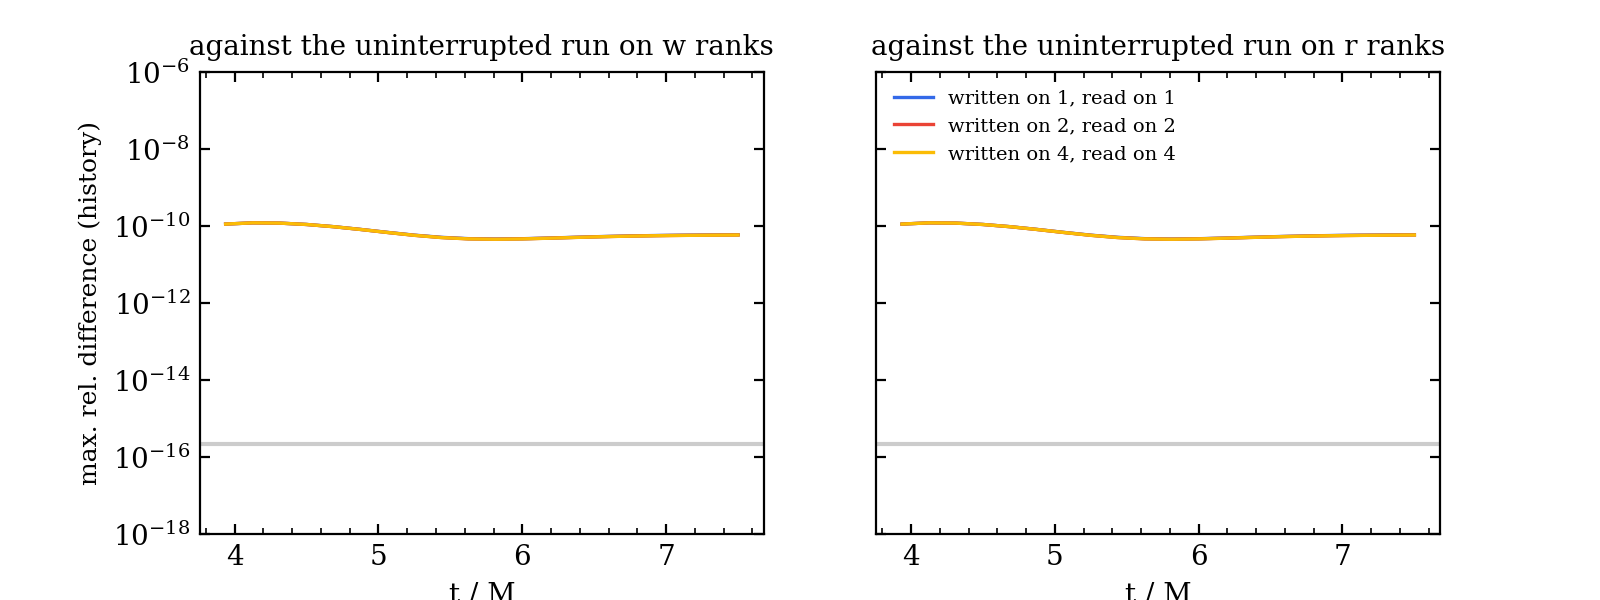 against the uninterrupted run on w ranks
max. rel. difference (history)
10⁻⁶
10⁻⁸
10⁻¹⁰
10⁻¹²
10⁻¹⁴
10⁻¹⁶
10⁻¹⁸
4 5 6 7
t / M
against the uninterrupted run on r ranks
written on 1, read on 1
written on 2, read on 2
written on 4, read on 4
4 5 6 7
t / M